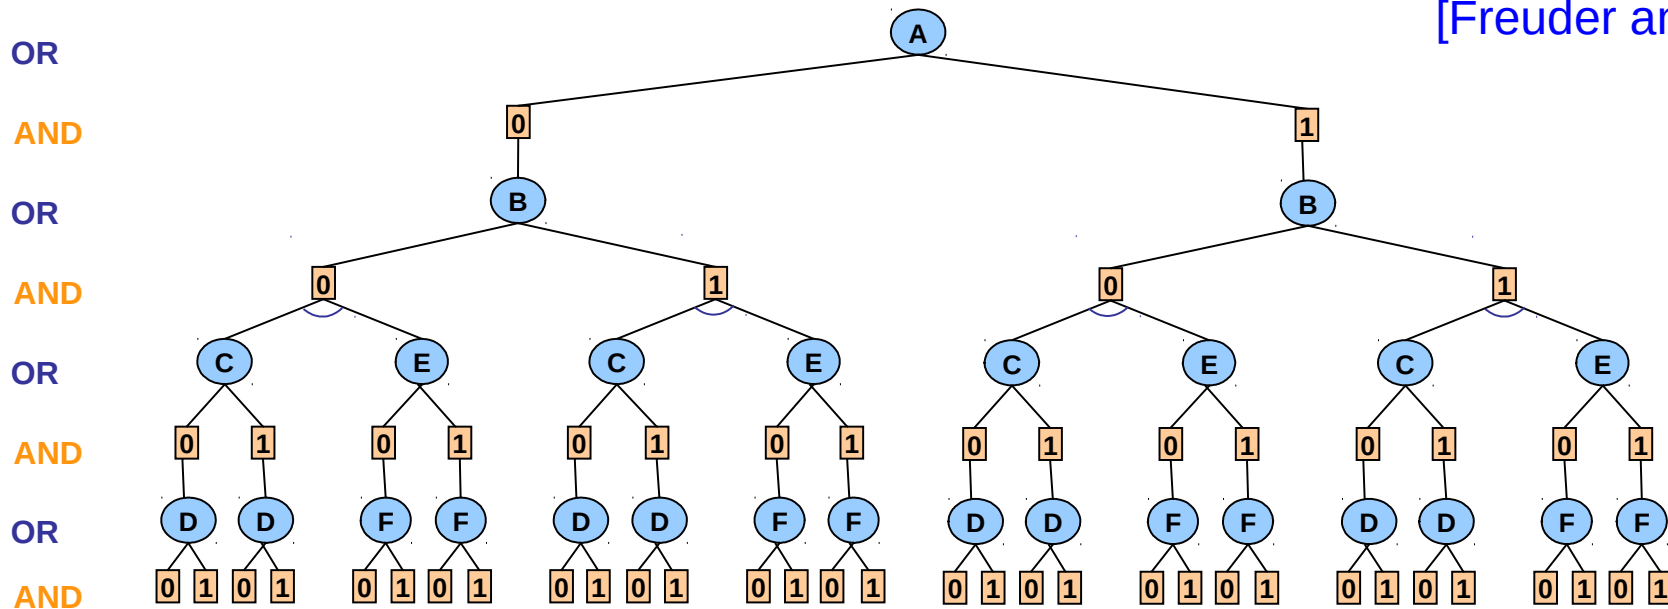 [Freuder
A
OR
0 1
AND
B B
OR
0 1 0 1
AND
C E C E C E C E
OR
0 1 0 1 0 1 0 1 0 1 0 1 0 1 0 1
AND
D D F F D D F F D D F F D D F F
OR
0 1 0 1 0 1 0 1 0 1 0 1 0 1 0 1 0 1 0 1 0 1 0 1 0 1 0 1 0 1 0 1
AND